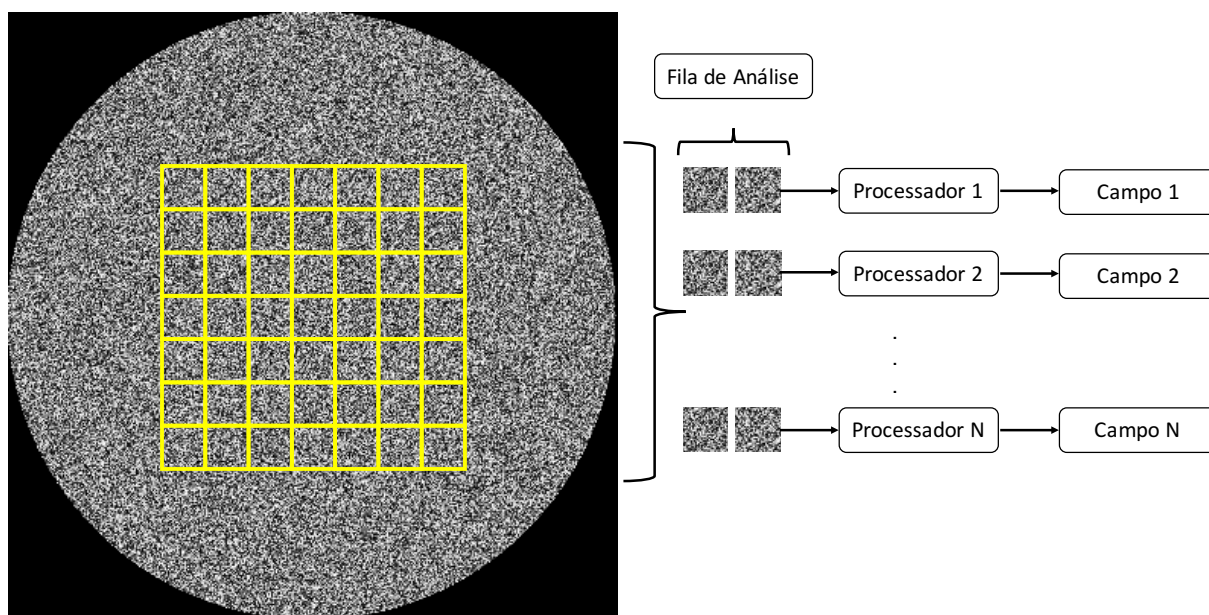 Fila de Análise
Processador 1
Campo 1
Processador 2
Campo 2
.
.
.
Processador N
Campo N